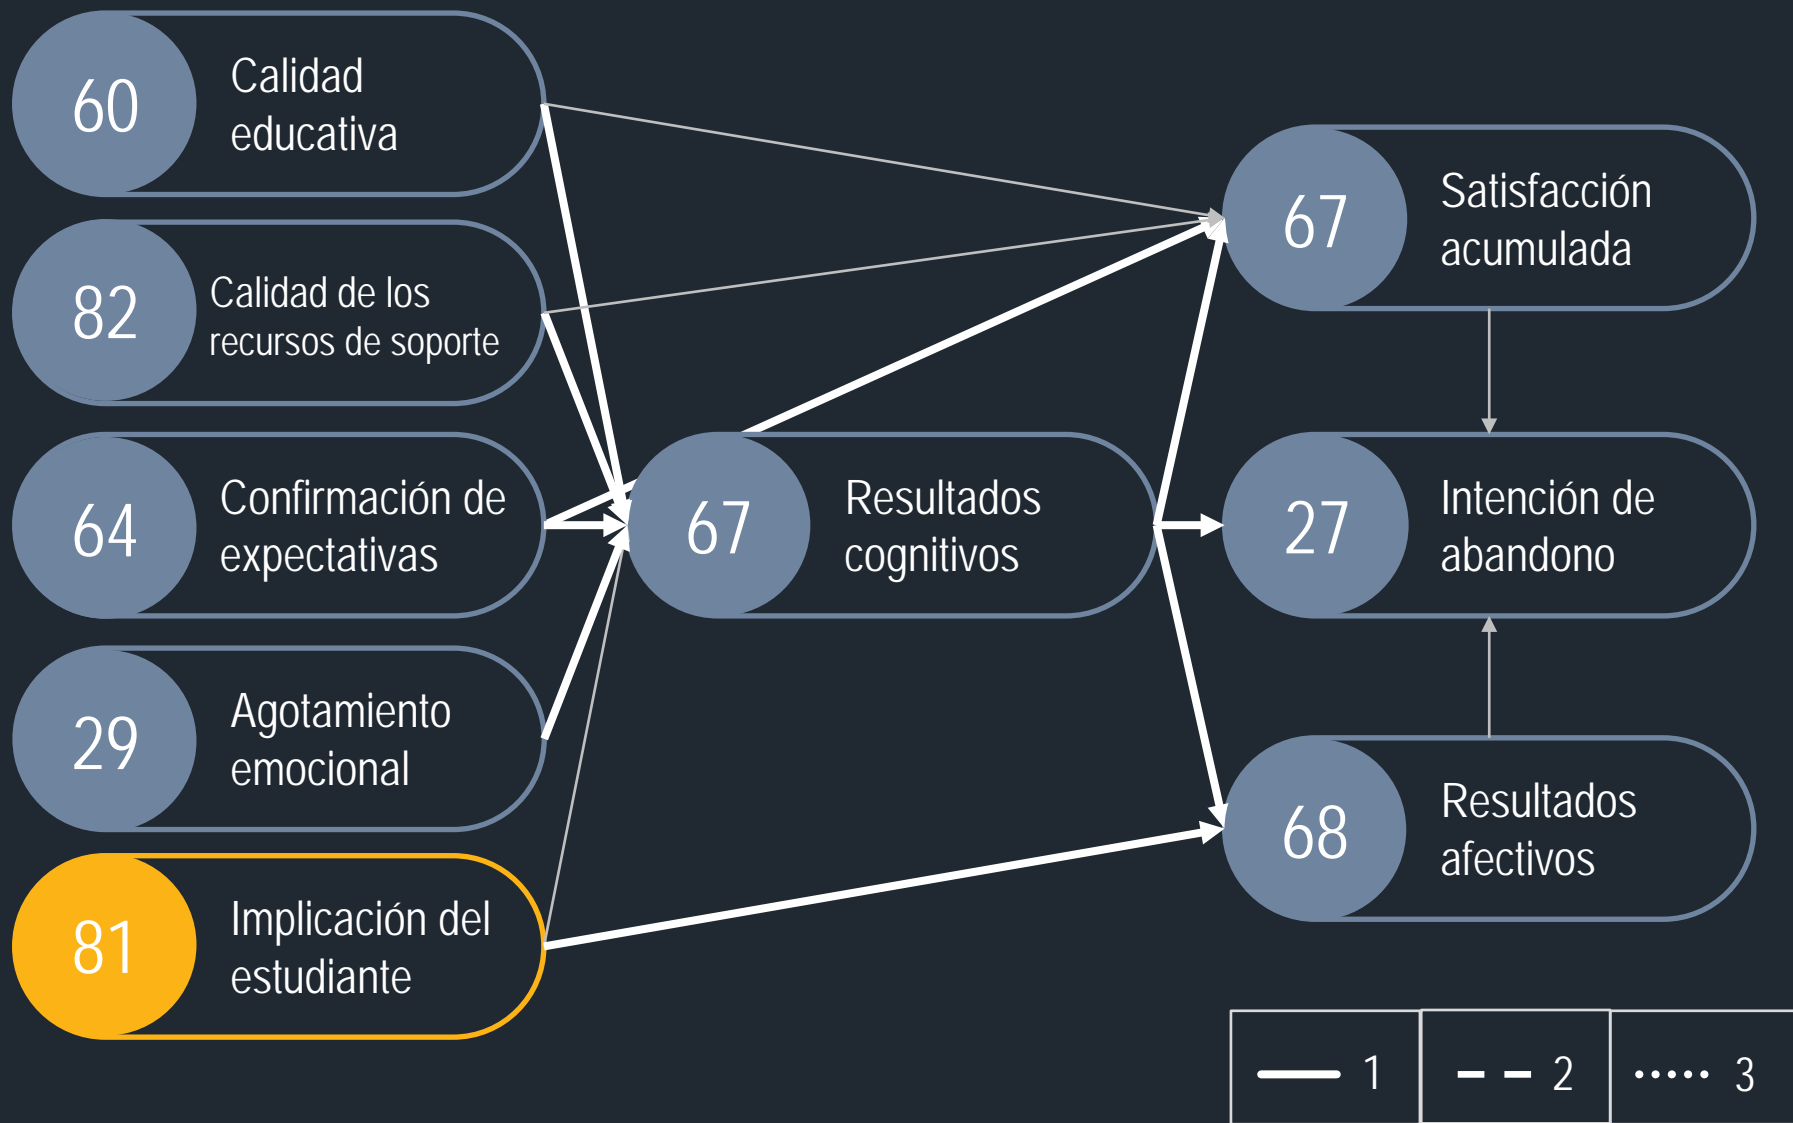 60
Calidad
educativa
82
Calidad de los
recursos de soporte
64
Confirmación de
expectativas
29
Agotamiento
emocional
81
Implicación del
estudiante
67
Resultados
cognitivos
67
Satisfacción
acumulada
27
Intención de
abandono
68
Resultados
afectivos
1
2
3